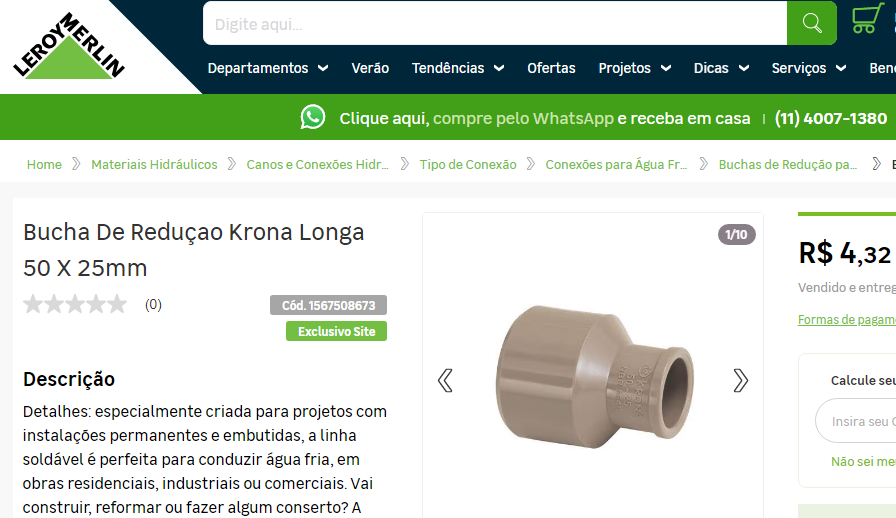 LEROY MERLIN
Digite aqui...
Departamentos Verão Tendências Ofertas Projetos Dicas Serviços
Clique aqui, compre pelo WhatsApp e receba em casa | (11) 4007-1380
Home Materiais Hidráulicos Canos e Conexões Hidr... Tipo de Conexão Conexões para Água Fr... Buchas de Redução pa...
Bucha De Reduçao Krona Longa
50 X 25mm
(0)
Cód. 1567508673
Exclusivo Site
Descrição
Detalhes: especialmente criada para projetos com
instalações permanentes e embutidas, a linha
soldável é perfeita para conduzir água fria, em
obras residenciais, industriais ou comerciais. Vai
construir, reformar ou fazer algum conserto? A
1/10
R$ 4,32
Vendido e entreg
Formas de pagam
Calcule seu
Insira seu
Não sei me